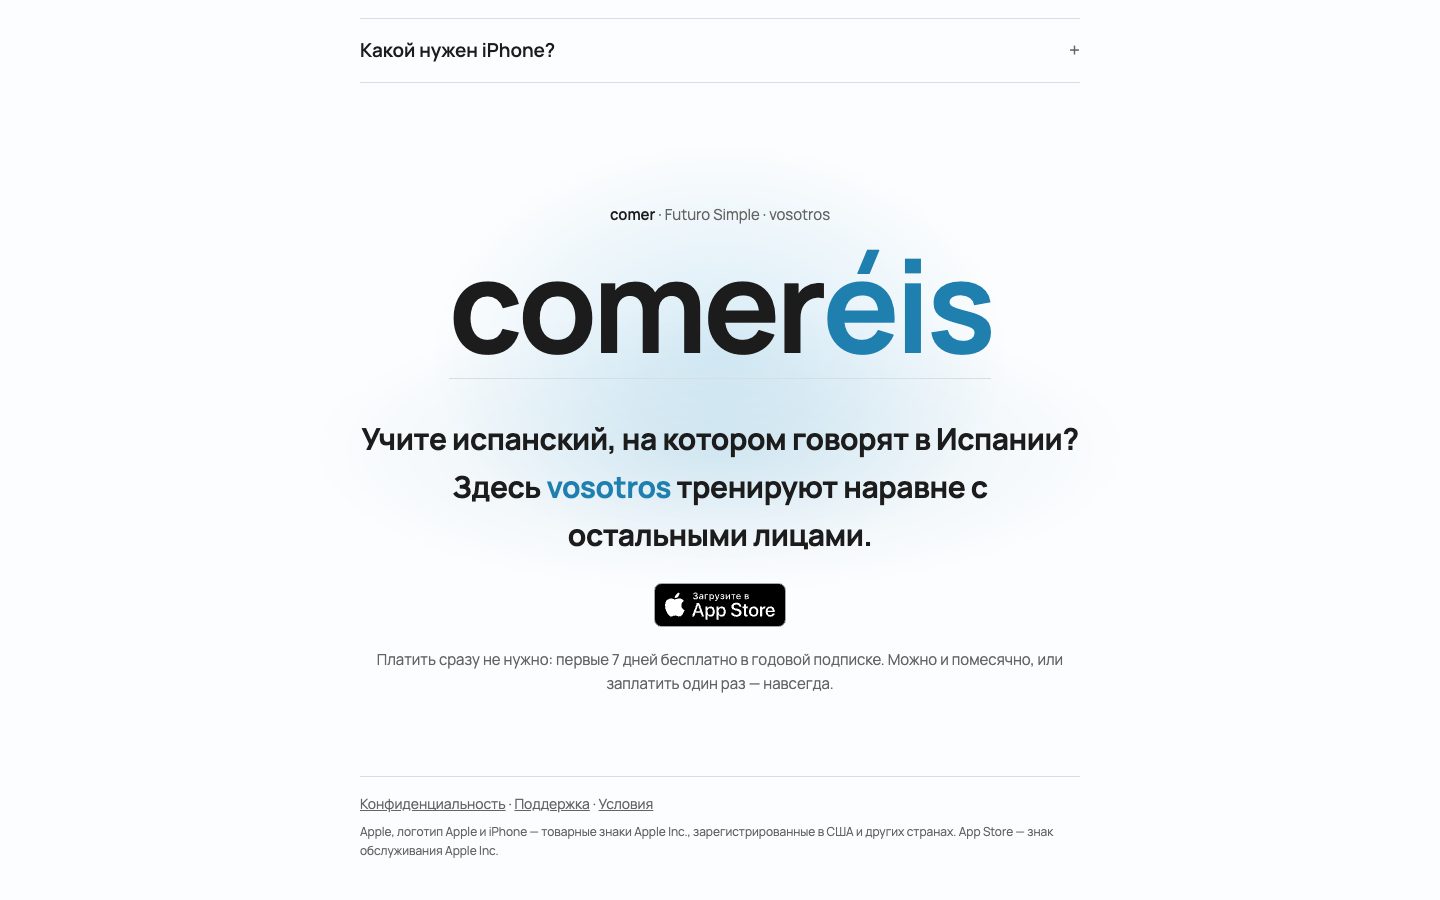 Какой нужен iPhone?
+
comer · Futuro Simple · vosotros
comeréis
Учите испанский, на котором говорят в Испании?
Здесь vosotros тренируют наравне с
остальными лицами.
Загрузите в
App Store
Платить сразу не нужно: первые 7 дней бесплатно в годовой подписке. Можно и помесячно, или
заплатить один раз — навсегда.
Конфиденциальность · Поддержка · Условия
Apple, логотип Apple и iPhone — товарные знаки Apple Inc., зарегистрированные в США и других странах. App Store — знак
обслуживания Apple Inc.